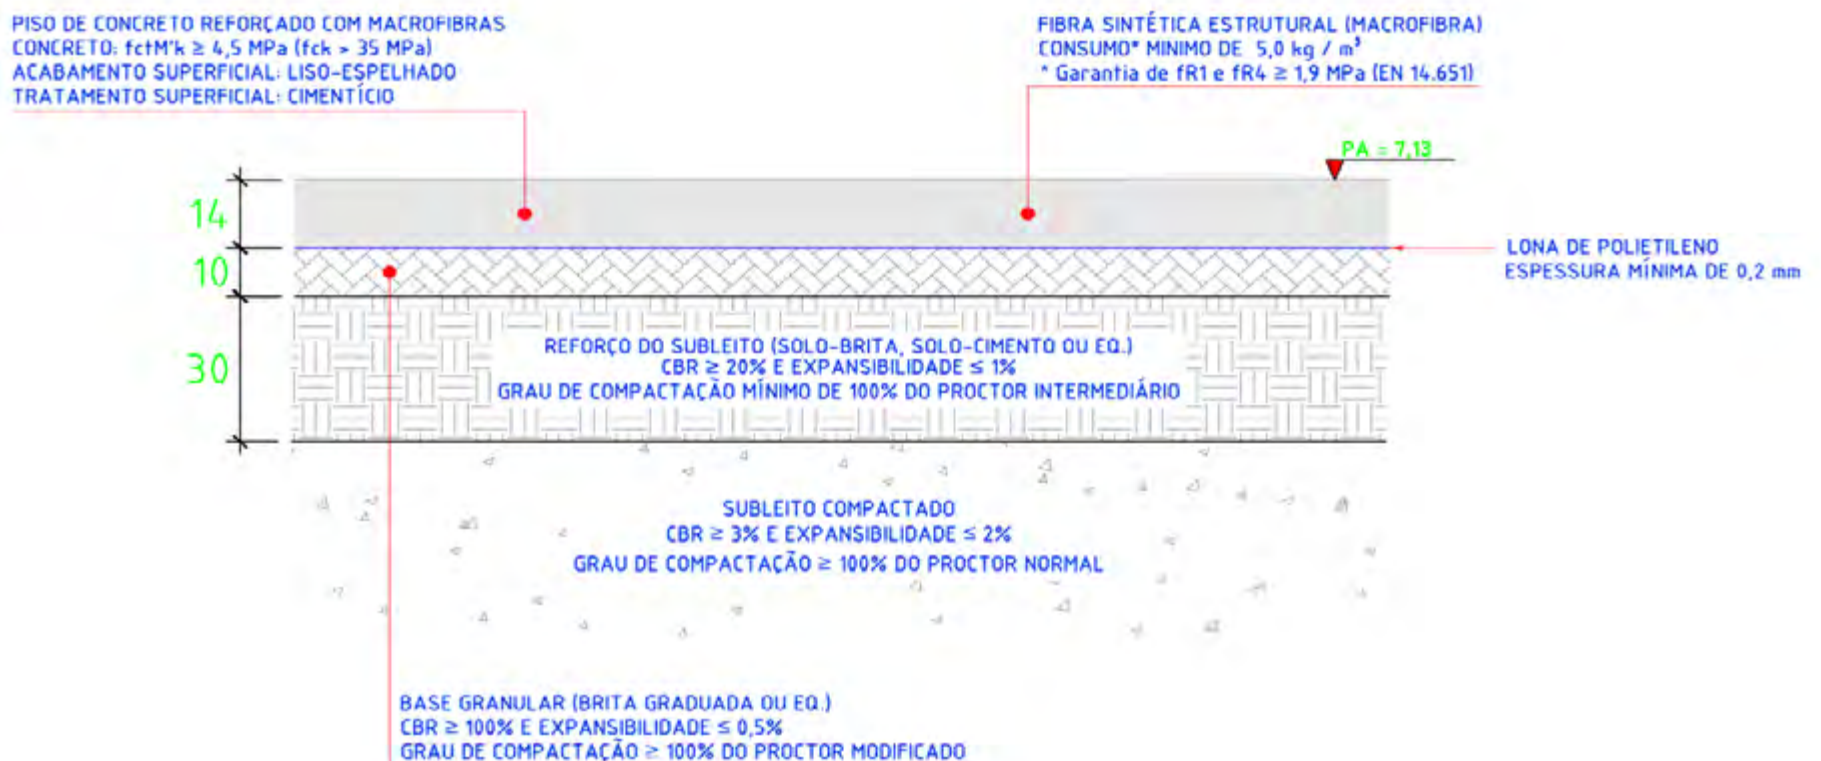 PISO DE CONCRETO REFORÇADO COM MACROFIBRAS
CONCRETO: fctM'k ≥ 4,5 MPa (fck > 35 MPa)
ACABAMENTO SUPERFICIAL: LISO-ESPELHADO
TRATAMENTO SUPERFICIAL: CIMENTÍCIO
FIBRA SINTÉTICA ESTRUTURAL (MACROFIBRA)
CONSUMO* MINIMO DE 5,0 kg / m³
* Garantia de fR1 e fR4 ≥ 1,9 MPa (EN 14.651)
PA = 7,13
14
10
30
LONA DE POLIETILENO
ESPESSURA MÍNIMA DE 0,2 mm
REFORÇO DO SUBLEITO (SOLO-BRITA, SOLO-CIMENTO OU EQ.)
CBR ≥ 20% E EXPANSIBILIDADE ≤ 1%
GRAU DE COMPACTAÇÃO MÍNIMO DE 100% DO PROCTOR INTERMEDIÁRIO
SUBLEITO COMPACTADO
CBR ≥ 3% E EXPANSIBILIDADE ≤ 2%
GRAU DE COMPACTAÇÃO ≥ 100% DO PROCTOR NORMAL
BASE GRANULAR (BRITA GRADUADA OU EQ.)
CBR ≥ 100% E EXPANSIBILIDADE ≤ 0,5%
GRAU DE COMPACTAÇÃO ≥ 100% DO PROCTOR MODIFICADO